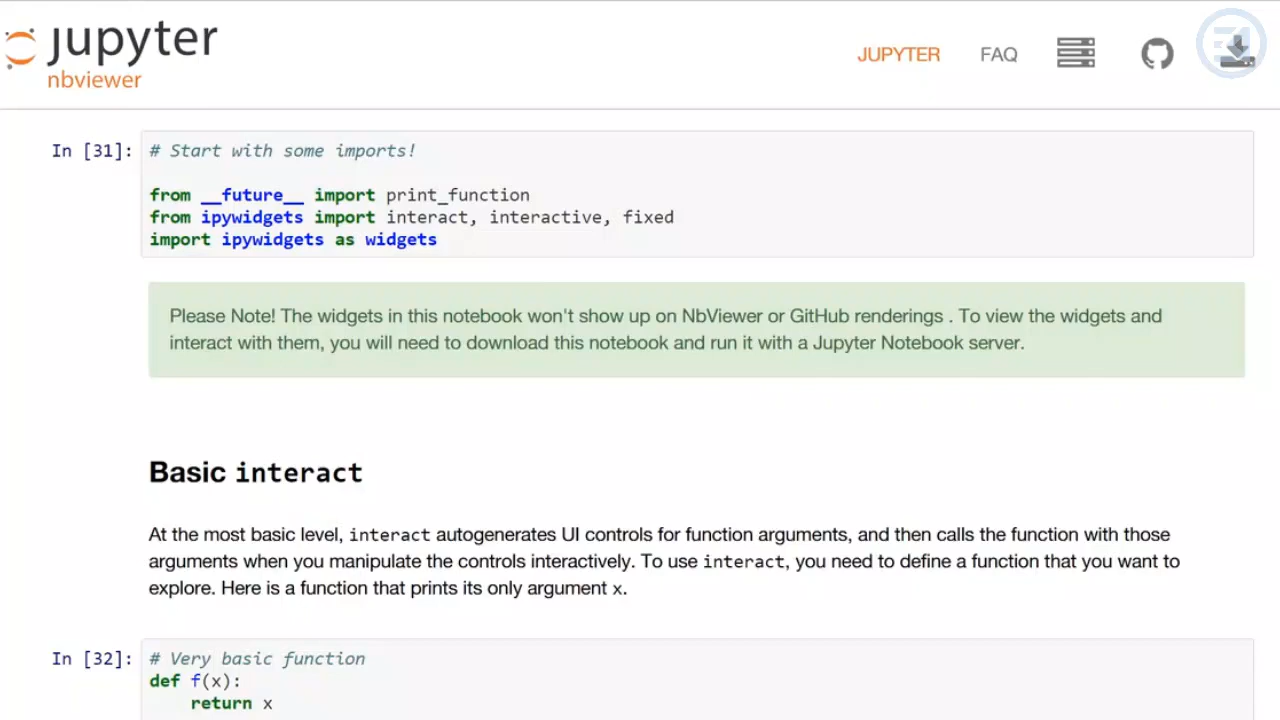 jupyter
nbviewer
JUPYTER
FAQ
In [31]:
# Start with some imports!
from __future__ import print_function
from ipywidgets import interact, interactive, fixed
import ipywidgets as widgets
Please Note! The widgets in this notebook won't show up on NbViewer or GitHub renderings . To view the widgets and
interact with them, you will need to download this notebook and run it with a Jupyter Notebook server.
Basic interact
At the most basic level, interact autogenerates UI controls for function arguments, and then calls the function with those
arguments when you manipulate the controls interactively. To use interact, you need to define a function that you want to
explore. Here is a function that prints its only argument x.
In [32]:
# Very basic function
def f(x):
    return x